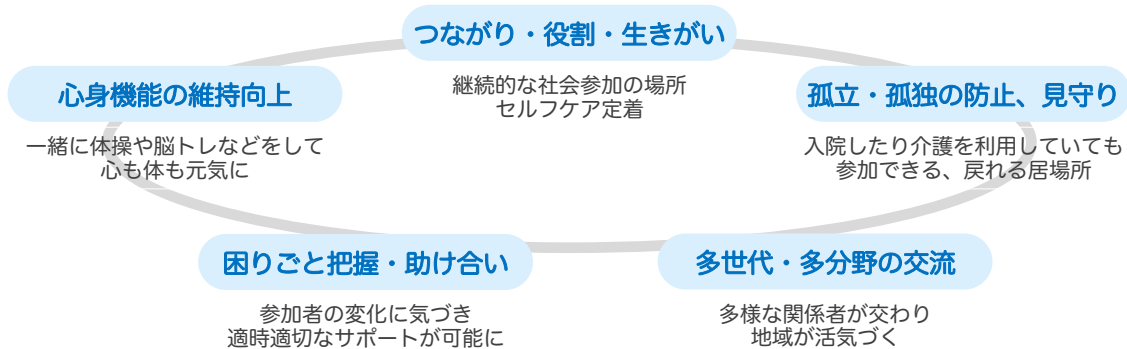 つながり・役割・生きがい
継続的な社会参加の場所
セルフケア定着
心身機能の維持向上
一緒に体操や脳トレなどをして
心も体も元気に
孤立・孤独の防止、見守り
入院したり介護を利用していても
参加できる、戻れる居場所
困りごと把握・助け合い
参加者の変化に気づき
適時適切なサポートが可能に
多世代・多分野の交流
多様な関係者が交わり
地域が活気づく